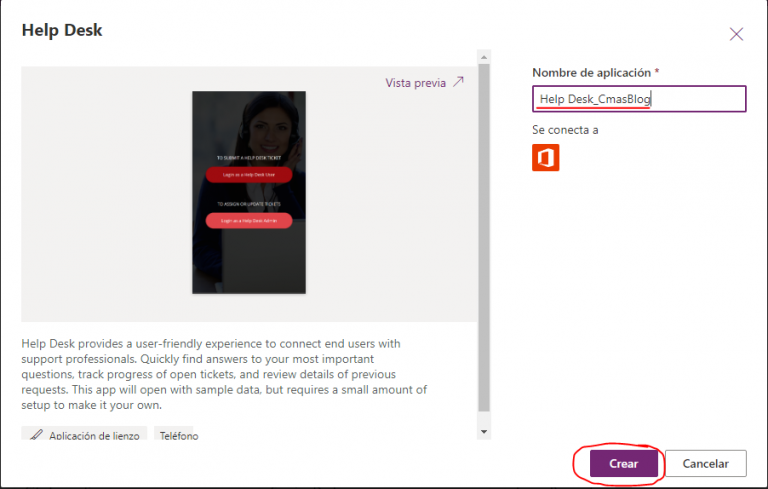 Help Desk
Vista previa
TO SUBMIT A HELP DESK TICKET
Login as a Help Desk User
TO ASSIGN OR UPDATE TICKETS
Login as a Help Desk Admin
Help Desk provides a user-friendly experience to connect end users with
support professionals. Quickly find answers to your most important
questions, track progress of open tickets, and review details of previous
requests. This app will open with sample data, but requires a small amount of
setup to make it your own.
Aplicación de lienzo
Teléfono
Nombre de aplicación *
Help Desk_CmasBlog
Se conecta a
Crear
Cancelar